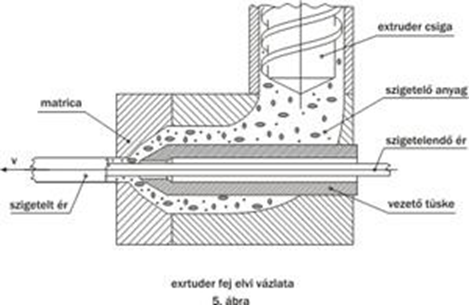 extruder csiga
szigetelő anyag
matrica
szigetelendő ér
v
szigetelt ér
vezető tüske
exrtuder fej elvi vázlata
5. ábra